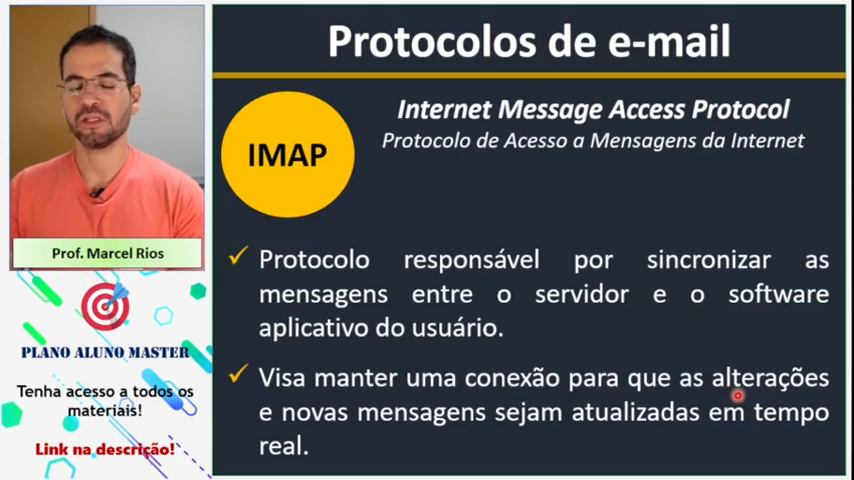 Protocolos de e-mail
IMAP
Internet Message Access Protocol
Protocolo de Acesso a Mensagens da Internet
Protocolo responsável por sincronizar as
mensagens entre o servidor e o software
aplicativo do usuário.
Visa manter uma conexão para que as alterações
e novas mensagens sejam atualizadas em tempo
real.
Prof. Marcel Rios
PLANO ALUNO MASTER
Tenha acesso a todos os
materiais!
Link na descrição!